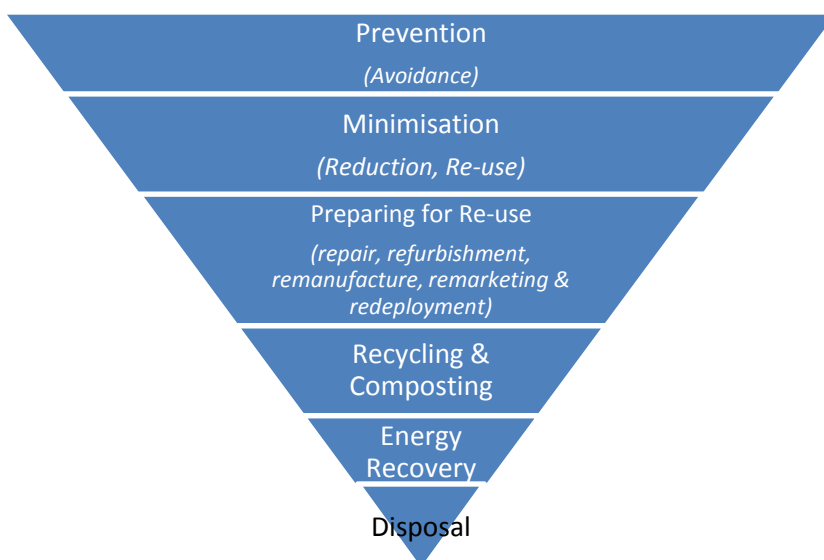 Prevention
(Avoidance)
Minimisation
(Reduction, Re-use)
Preparing for Re-use
(repair, refurbishment,
remanufacture, remarketing &
redeployment)
Recycling &
Composting
Energy
Recovery
Disposal